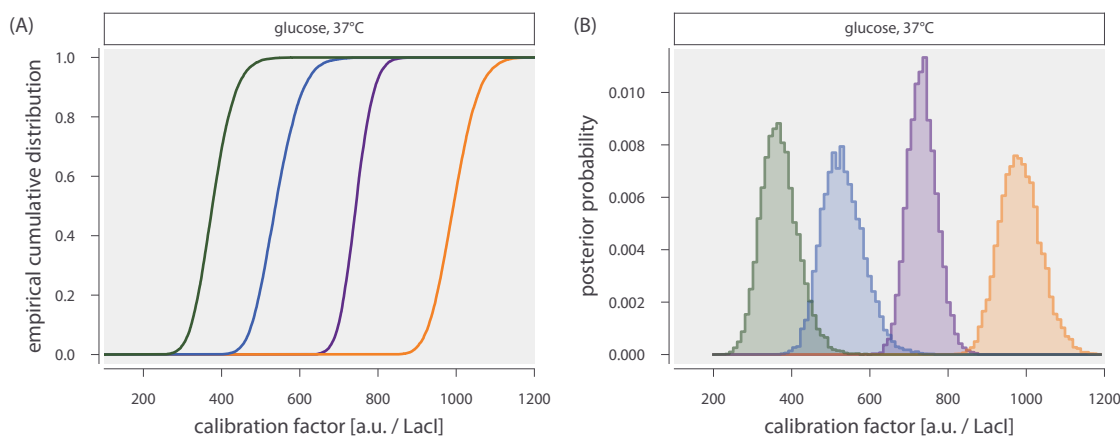 (A)
glucose, 37°C
empirical cumulative distribution
1.0
0.8
0.6
0.4
0.2
0.0
200 400 600 800 1000 1200
calibration factor [a.u. / LacI]
(B)
glucose, 37°C
posterior probability
0.010
0.008
0.006
0.004
0.002
0.000
200 400 600 800 1000 1200
calibration factor [a.u. / LacI]